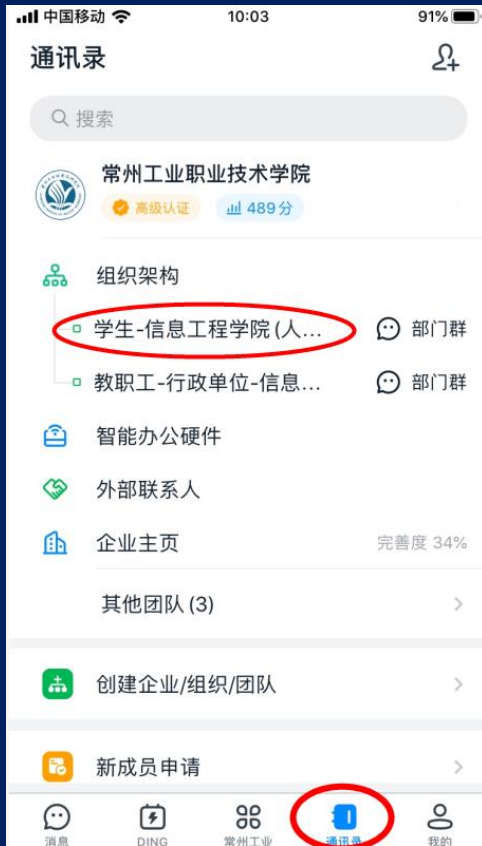 中国移动 10:03 91%
通讯录
搜索
常州工业职业技术学院
高级认证 489分
组织架构
学生-信息工程学院(人... 部门群
教职工-行政单位-信息... 部门群
智能办公硬件
外部联系人
企业主页 完善度 34%
其他团队(3)
创建企业/组织/团队
新成员申请
消息 DING 常州工业 通讯录 我的